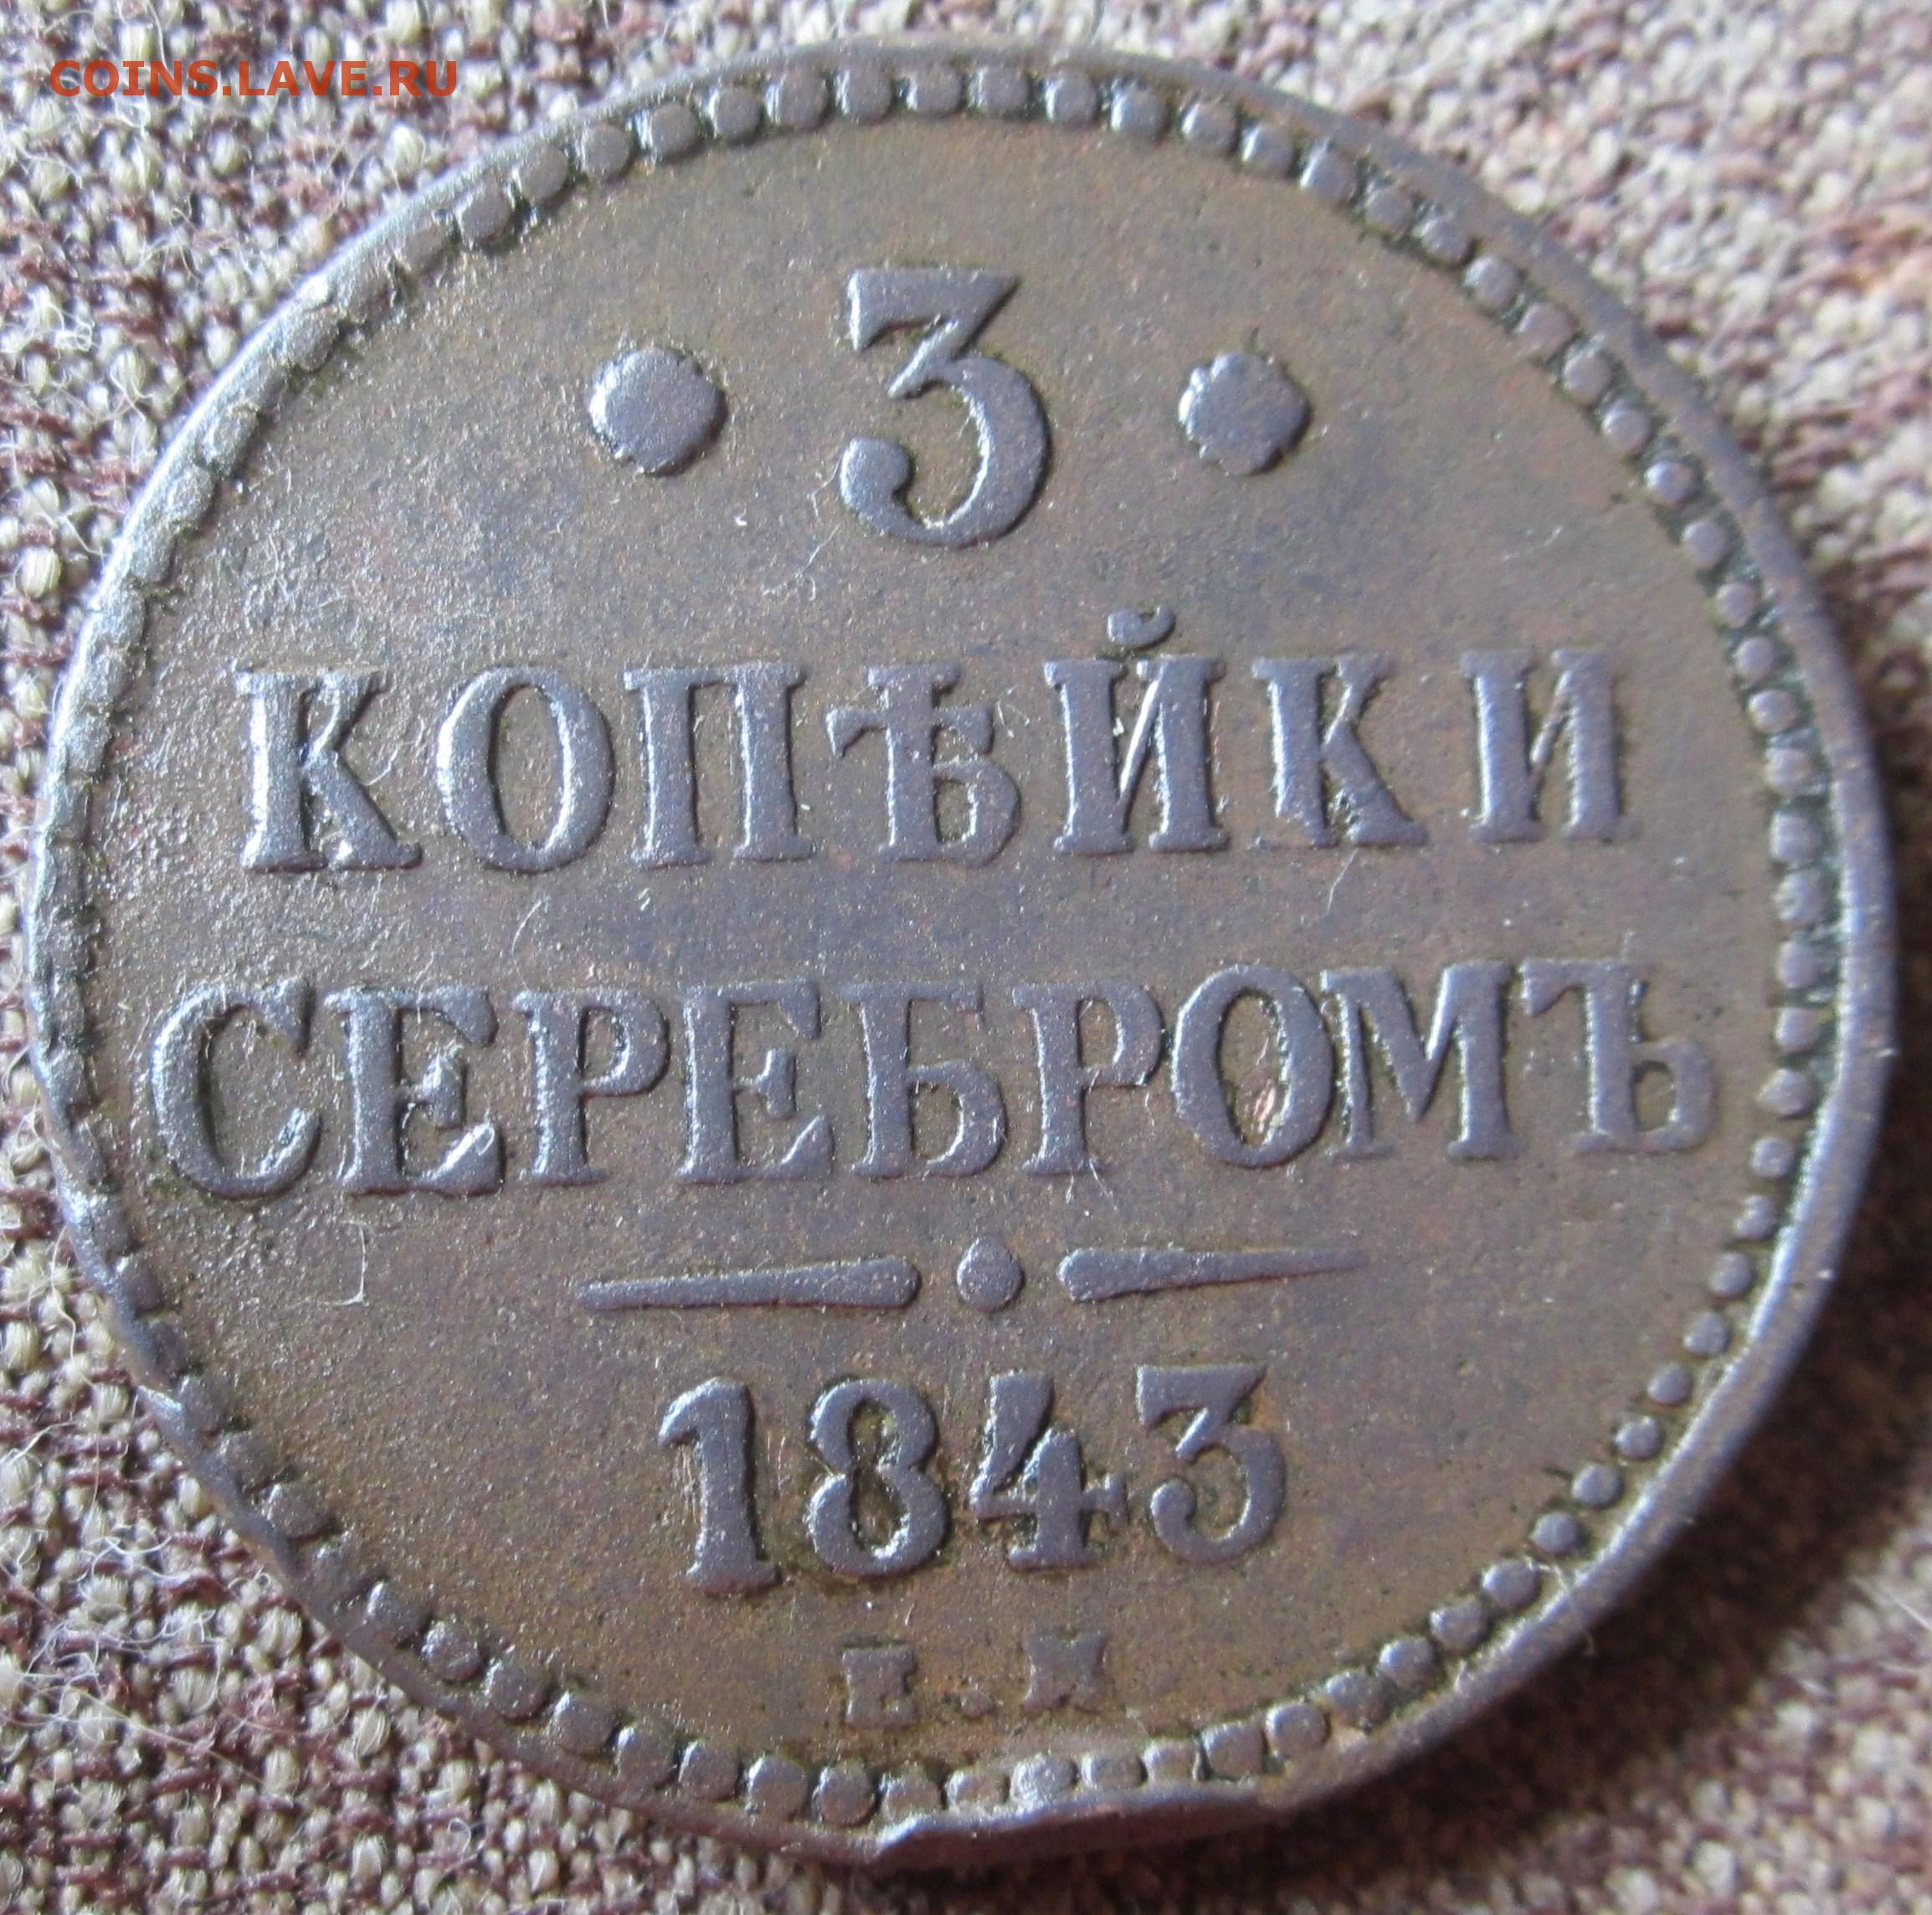 COINS.LAVE.RU
• 3 •
КОПѢЙКИ
СЕРЕБРОМЪ
1843
Е.М